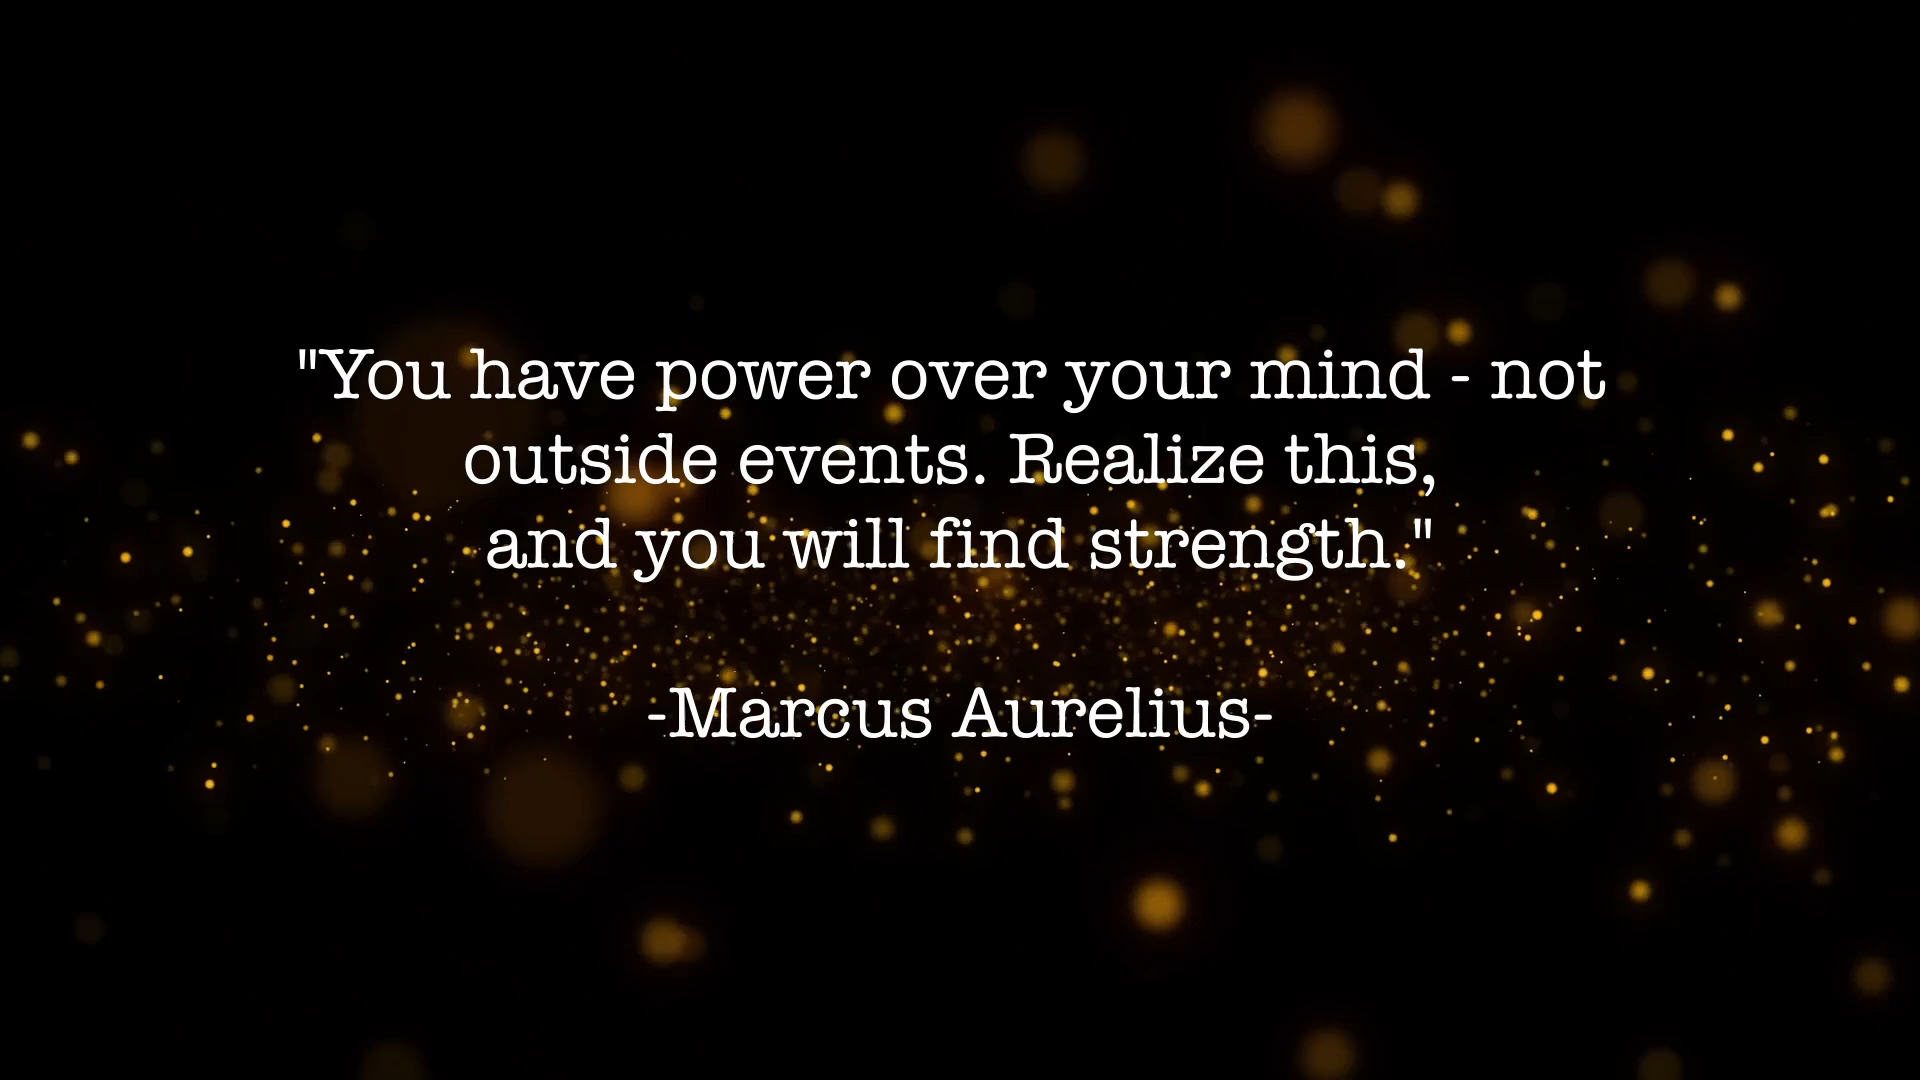 "You have power over your mind - not
outside events. Realize this,
and you will find strength."
-Marcus Aurelius-